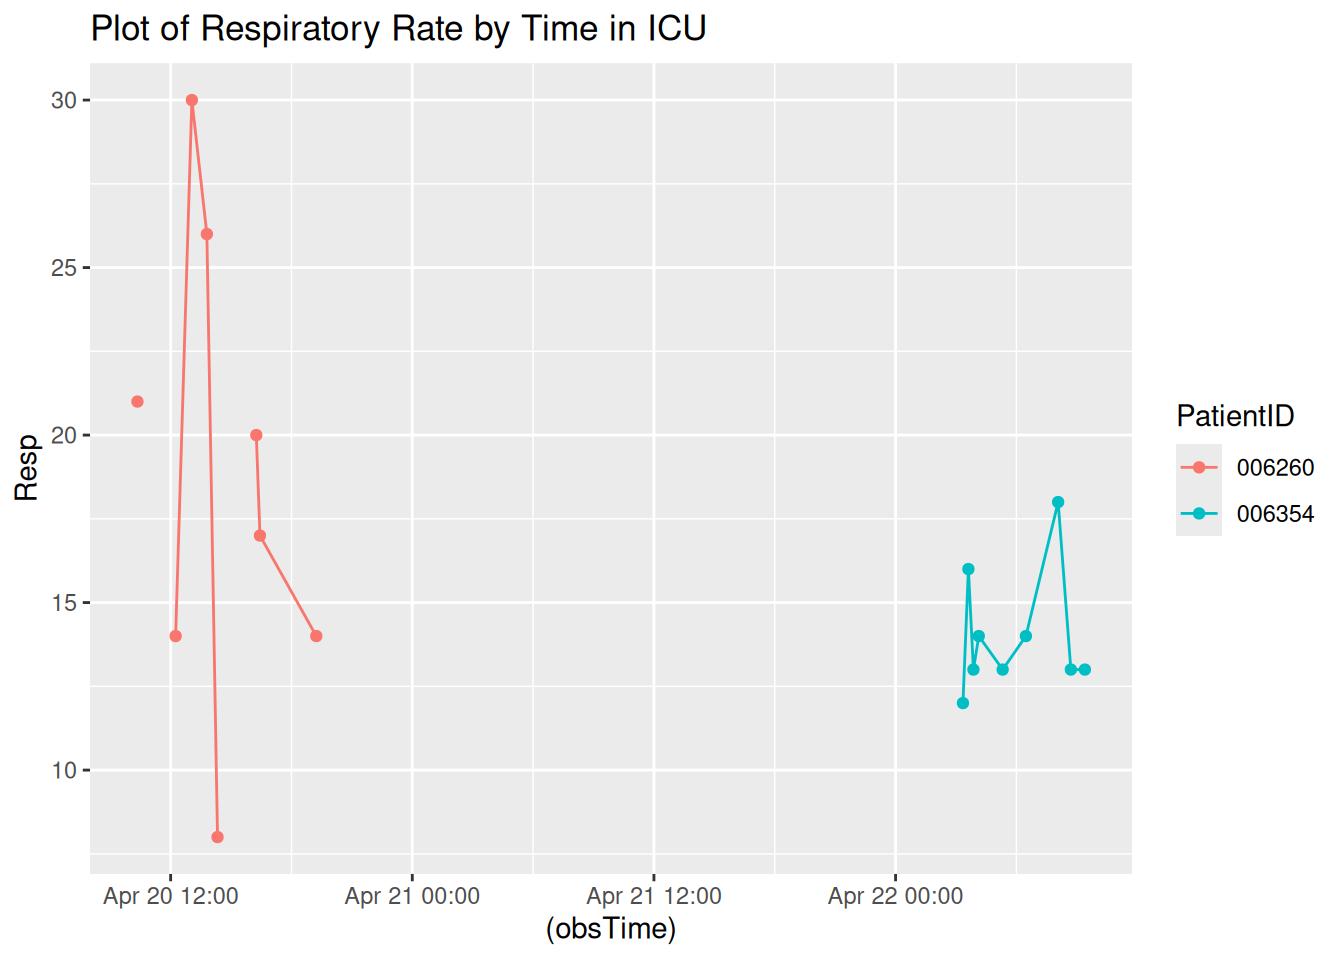 Plot of Respiratory Rate by Time in ICU
30
25
20
15
10
Resp
Apr 20 12:00
Apr 21 00:00
Apr 21 12:00
Apr 22 00:00
(obsTime)
PatientID
006260
006354